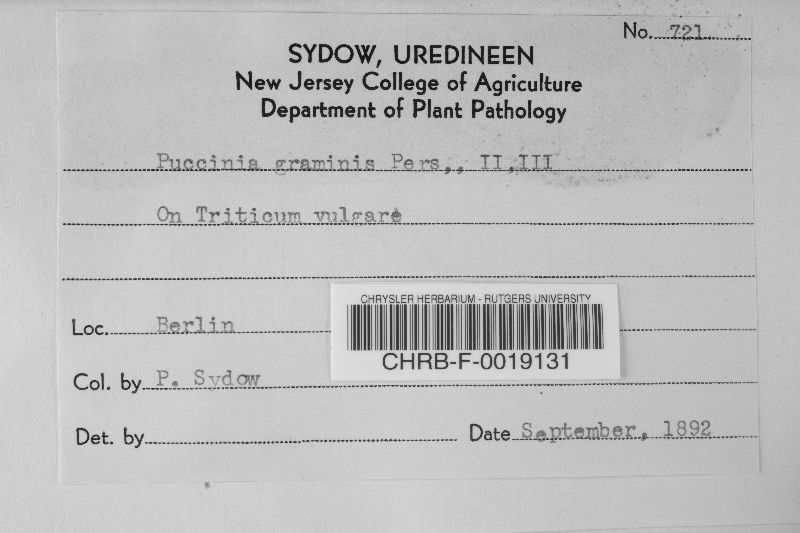 No. 721
SYDOW, UREDINEEN
New Jersey College of Agriculture
Department of Plant Pathology
Puccinia graminis Pers,, II,III
On Triticum vulgare
Loc. Berlin
CHRYSLER HERBARIUM - RUTGERS UNIVERSITY
CHRB-F-0019131
Col. by P. Sydow
Det. by
Date September, 1892